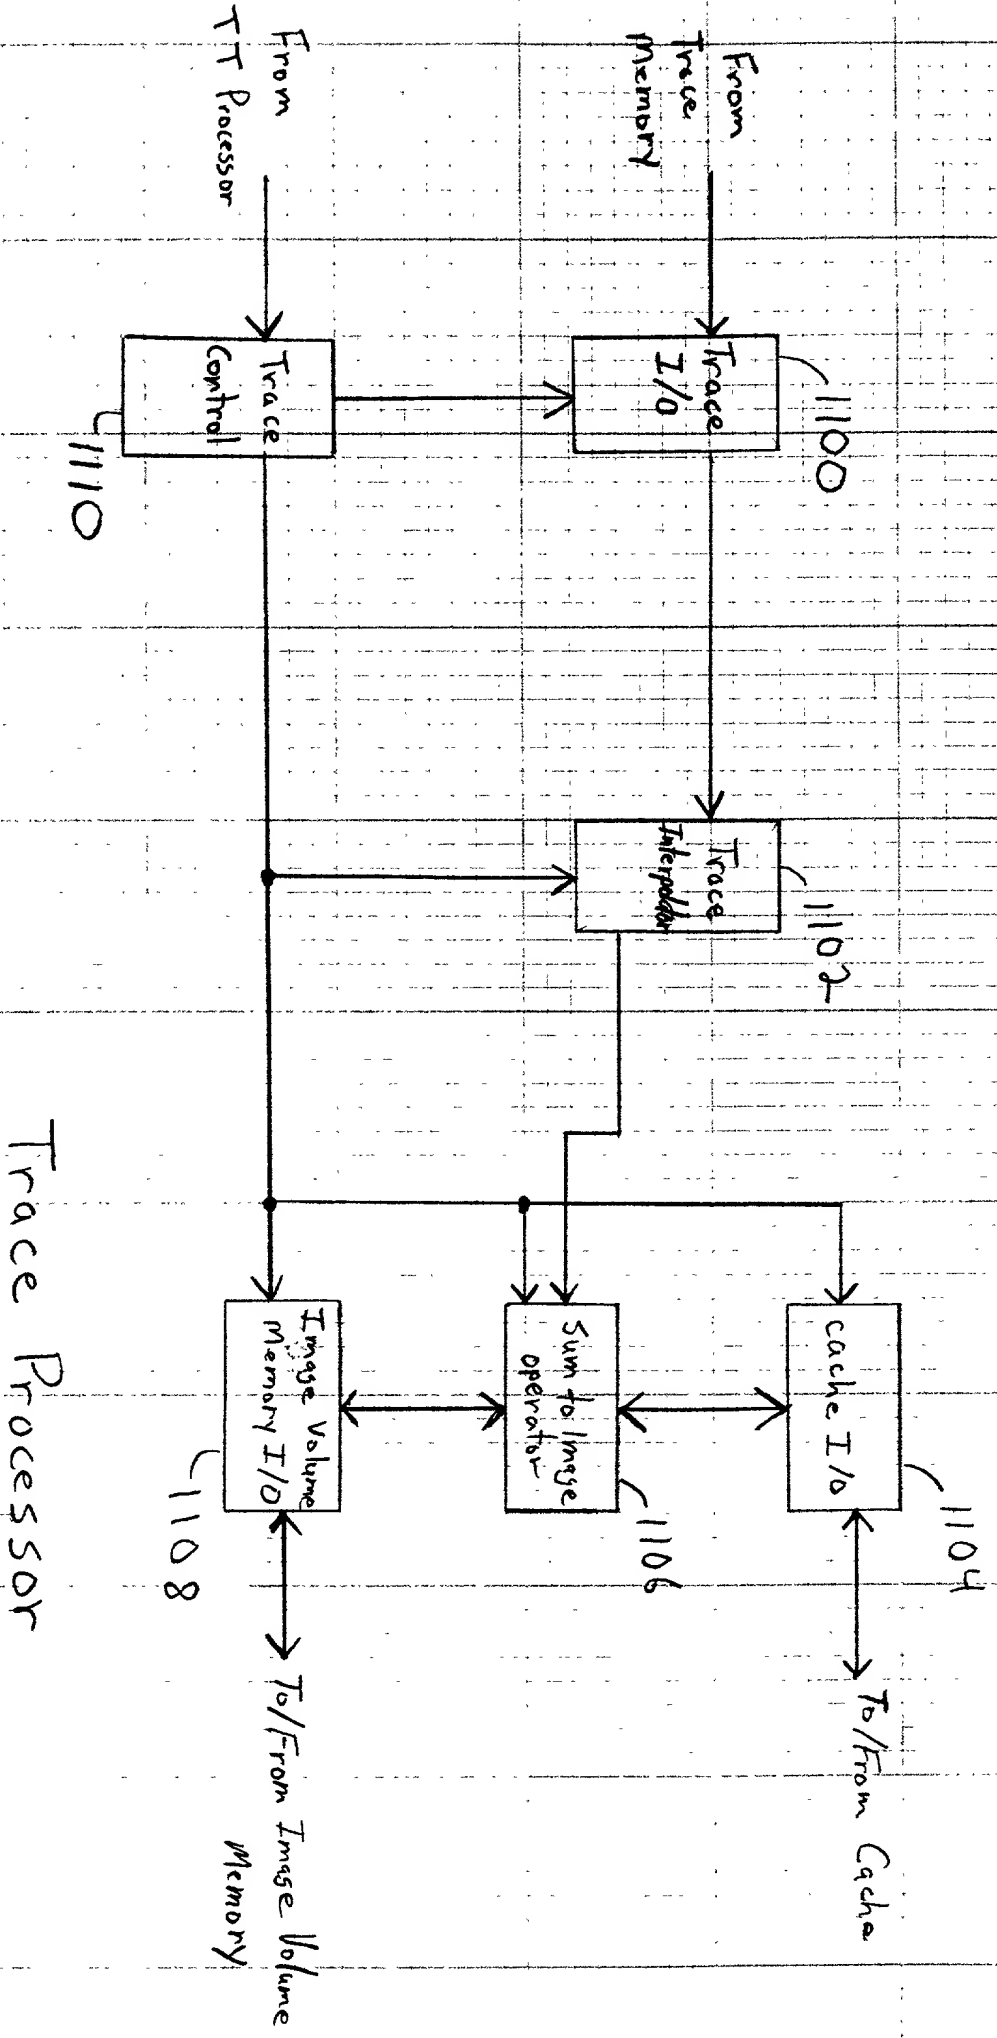 From
Trace
Memory
1100
Trace
I/O
1102
Trace
Interpolator
1104
cache I/O
To/From Cache
1106
Sum to Image
operator
From
TT Processor
Trace
Control
1110
Image Volume
Memory I/O
1108
To/From Image Volume
Memory
Trace Processor